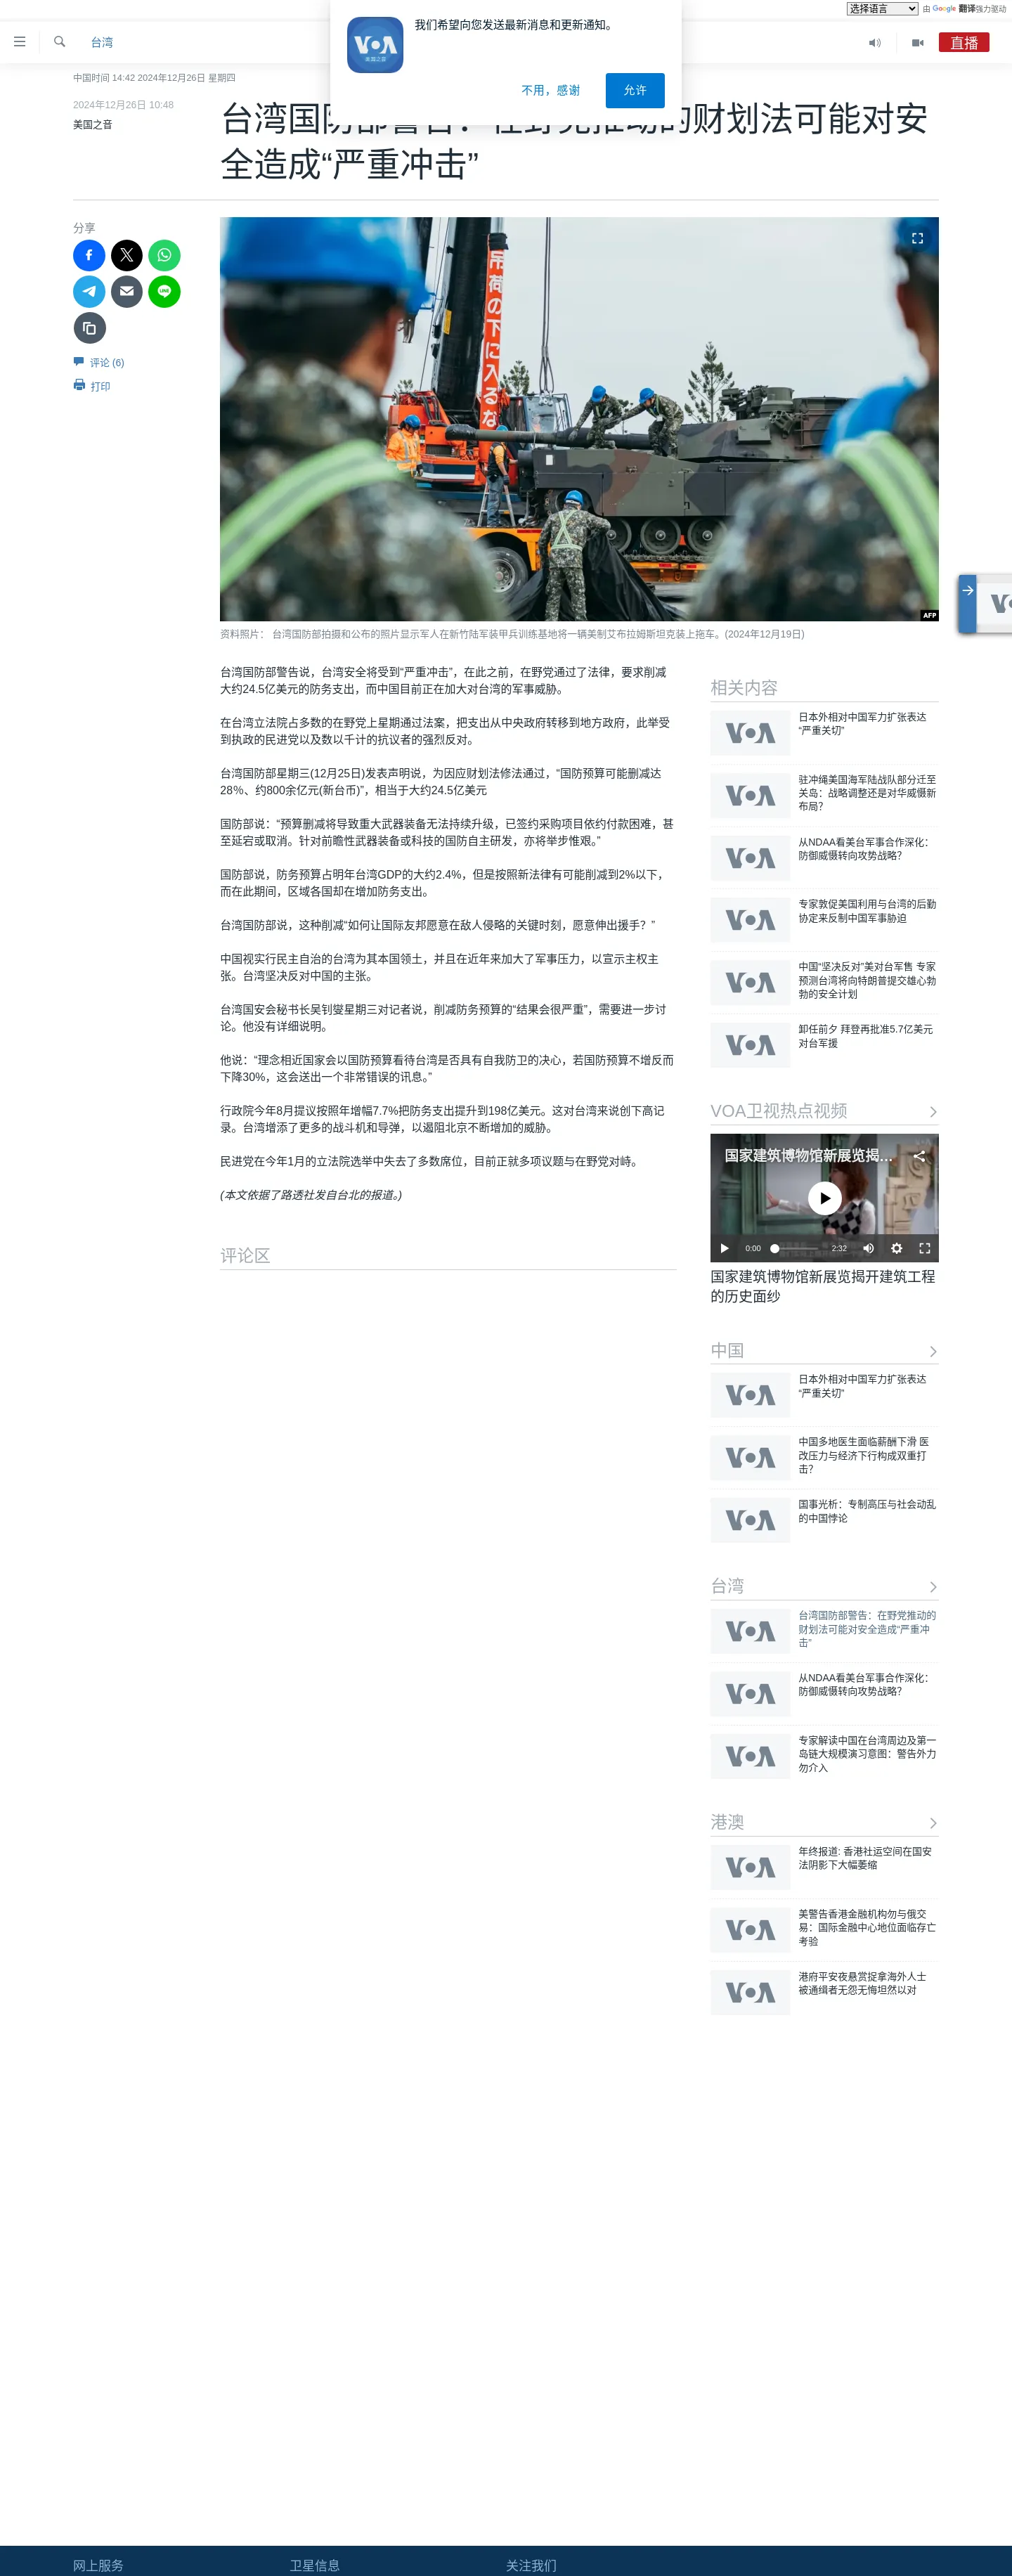 选择语言
由 Google 翻译强力驱动
我们希望向您发送最新消息和更新通知。
VOA
美国之音
不用，感谢
允许
台湾
直播
中国时间 14:42 2024年12月26日 星期四
2024年12月26日 10:48
美国之音
台湾国防部警告：在野党推动的财划法可能对安
全造成“严重冲击”
分享
评论 (6)
打印
吊荷の下に入るな
AFP
资料照片： 台湾国防部拍摄和公布的照片显示军人在新竹陆军装甲兵训练基地将一辆美制艾布拉姆斯坦克装上拖车。(2024年12月19日)
台湾国防部警告说，台湾安全将受到“严重冲击”，在此之前，在野党通过了法律，要求削减
大约24.5亿美元的防务支出，而中国目前正在加大对台湾的军事威胁。
在台湾立法院占多数的在野党上星期通过法案，把支出从中央政府转移到地方政府，此举受
到执政的民进党以及数以千计的抗议者的强烈反对。
台湾国防部星期三(12月25日)发表声明说，为因应财划法修法通过，“国防预算可能删减达
28%、约800余亿元(新台币)”，相当于大约24.5亿美元
国防部说：“预算删减将导致重大武器装备无法持续升级，已签约采购项目依约付款困难，甚
至延宕或取消。针对前瞻性武器装备或科技的国防自主研发，亦将举步惟艰。”
国防部说，防务预算占明年台湾GDP的大约2.4%，但是按照新法律有可能削减到2%以下，
而在此期间，区域各国却在增加防务支出。
台湾国防部说，这种削减“如何让国际友邦愿意在敌人侵略的关键时刻，愿意伸出援手？”
中国视实行民主自治的台湾为其本国领土，并且在近年来加大了军事压力，以宣示主权主
张。台湾坚决反对中国的主张。
台湾国安会秘书长吴钊燮星期三对记者说，削减防务预算的“结果会很严重”，需要进一步讨
论。他没有详细说明。
他说：“理念相近国家会以国防预算看待台湾是否具有自我防卫的决心，若国防预算不增反而
下降30%，这会送出一个非常错误的讯息。”
行政院今年8月提议按照年增幅7.7%把防务支出提升到198亿美元。这对台湾来说创下高记
录。台湾增添了更多的战斗机和导弹，以遏阻北京不断增加的威胁。
民进党在今年1月的立法院选举中失去了多数席位，目前正就多项议题与在野党对峙。
(本文依据了路透社发自台北的报道。)
评论区
相关内容
VOA
日本外相对中国军力扩张表达
“严重关切”
VOA
驻冲绳美国海军陆战队部分迁至
关岛：战略调整还是对华威慑新
布局？
VOA
从NDAA看美台军事合作深化：
防御威慑转向攻势战略？
VOA
专家敦促美国利用与台湾的后勤
协定来反制中国军事胁迫
VOA
中国“坚决反对”美对台军售 专家
预测台湾将向特朗普提交雄心勃
勃的安全计划
VOA
卸任前夕 拜登再批准5.7亿美元
对台军援
VOA卫视热点视频
国家建筑博物馆新展览揭...
0:00
2:32
国家建筑博物馆新展览揭开建筑工程
的历史面纱
中国
VOA
日本外相对中国军力扩张表达
“严重关切”
VOA
中国多地医生面临薪酬下滑 医
改压力与经济下行构成双重打
击？
VOA
国事光析：专制高压与社会动乱
的中国悖论
台湾
VOA
台湾国防部警告：在野党推动的
财划法可能对安全造成“严重冲
击”
VOA
从NDAA看美台军事合作深化：
防御威慑转向攻势战略？
VOA
专家解读中国在台湾周边及第一
岛链大规模演习意图：警告外力
勿介入
港澳
VOA
年终报道: 香港社运空间在国安
法阴影下大幅萎缩
VOA
美警告香港金融机构勿与俄交
易：国际金融中心地位面临存亡
考验
VOA
港府平安夜悬赏捉拿海外人士
被通缉者无怨无悔坦然以对
网上服务
卫星信息
关注我们